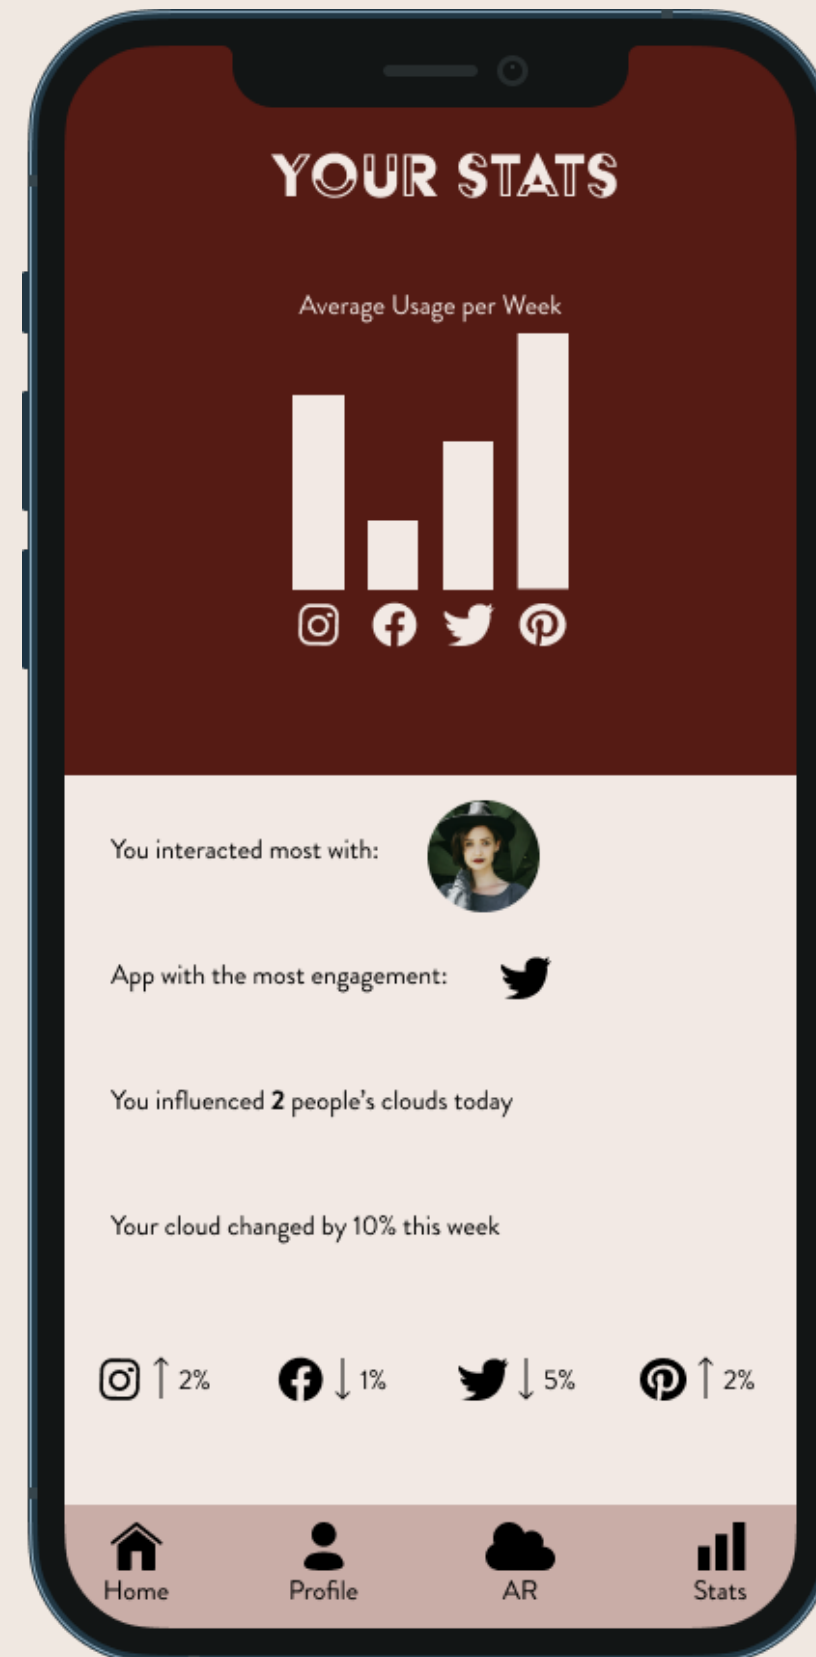 YOUR STATS
Average Usage per Week
You interacted most with:
App with the most engagement:
You influenced 2 people's clouds today
Your cloud changed by 10% this week
2% 1% 5% 2%
Home Profile AR Stats